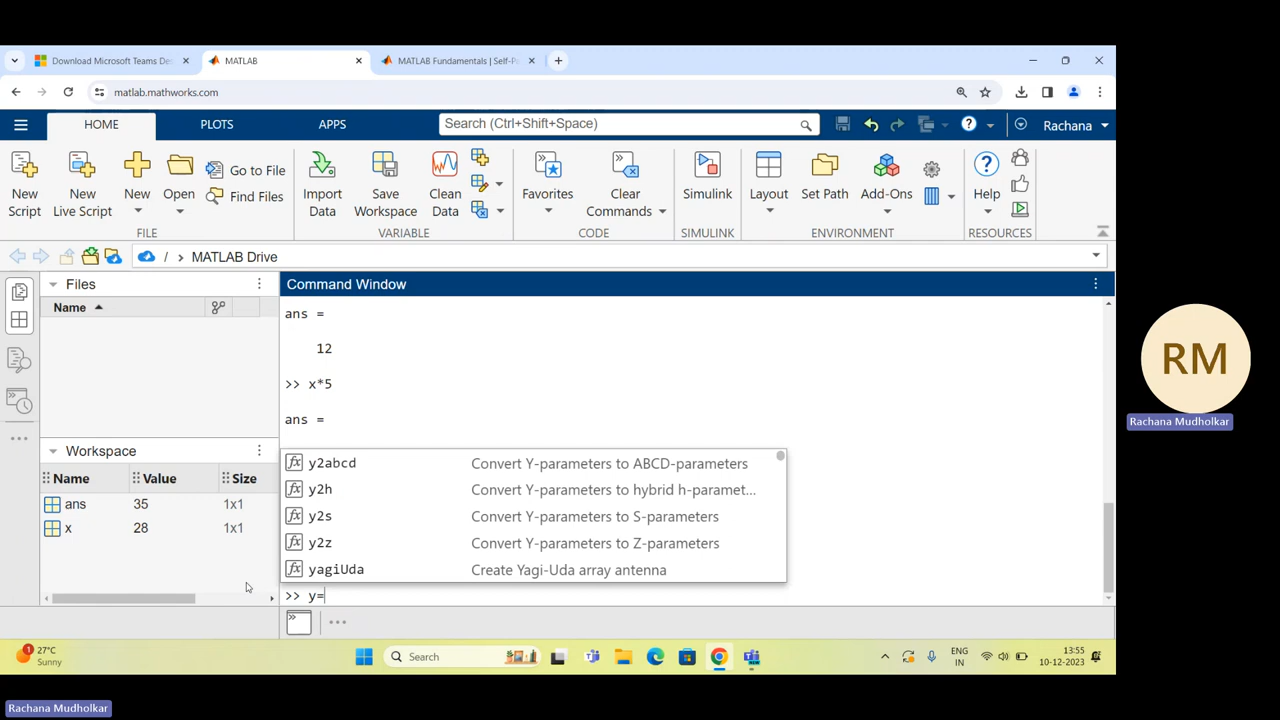 Download Microsoft Teams De
MATLAB
MATLAB Fundamentals | Self-P
matlab.mathworks.com
HOME
PLOTS
APPS
Search (Ctrl+Shift+Space)
Rachana
New Script
New Live Script
New
Open
Go to File
Find Files
Import Data
Save Workspace
Clean Data
Favorites
Clear Commands
Simulink
Layout
Set Path
Add-Ons
Help
FILE
VARIABLE
CODE
SIMULINK
ENVIRONMENT
RESOURCES
/ > MATLAB Drive
Files
Name
Workspace
Name Value Size
ans 35 1x1
x 28 1x1
Command Window
ans =
12
>> x*5
ans =
y2abcd Convert Y-parameters to ABCD-parameters
y2h Convert Y-parameters to hybrid h-paramet...
y2s Convert Y-parameters to S-parameters
y2z Convert Y-parameters to Z-parameters
yagiUda Create Yagi-Uda array antenna
>> y=
RM
Rachana Mudholkar
1
27°C
Sunny
Search
ENG
IN
13:55
10-12-2023
Rachana Mudholkar